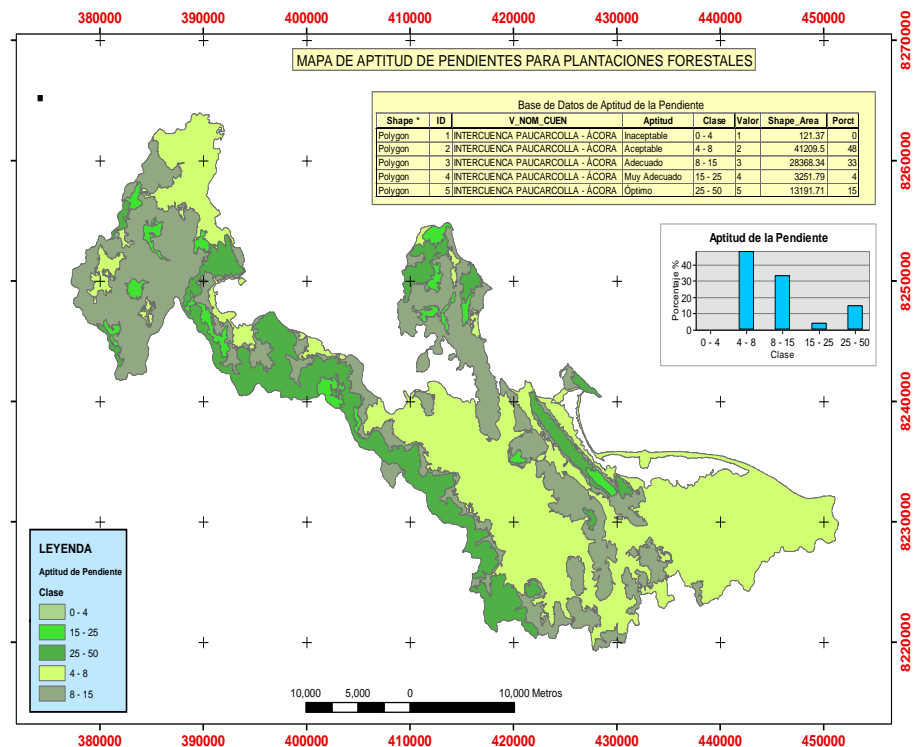 380000 390000 400000 410000 420000 430000 440000 450000
8270000
MAPA DE APTITUD DE PENDIENTES PARA PLANTACIONES FORESTALES
Base de Datos de Aptitud de la Pendiente
Shape * ID V_NOM_CUEN Aptitud Clase Valor Shape_Area Porct
Polygon 1 INTERCUENCA PAUCARCOLLA - ÁCORA Inaceptable 0 - 4 1 121.37 0
Polygon 2 INTERCUENCA PAUCARCOLLA - ÁCORA Aceptable 4 - 8 2 41209.5 48
Polygon 3 INTERCUENCA PAUCARCOLLA - ÁCORA Adecuado 8 - 15 3 28368.34 33
Polygon 4 INTERCUENCA PAUCARCOLLA - ÁCORA Muy Adecuado 15 - 25 4 3251.79 4
Polygon 5 INTERCUENCA PAUCARCOLLA - ÁCORA Óptimo 25 - 50 5 13191.71 15
8260000
Aptitud de la Pendiente
Porcentaje %
40
30
20
10
0
0 - 4 4 - 8 8 - 15 15 - 25 25 - 50
Clase
8250000
8240000
8230000
8220000
LEYENDA
Aptitud de Pendiente
Clase
0 - 4
15 - 25
25 - 50
4 - 8
8 - 15
10,000 5,000 0 10,000 Metros
380000 390000 400000 410000 420000 430000 440000 450000